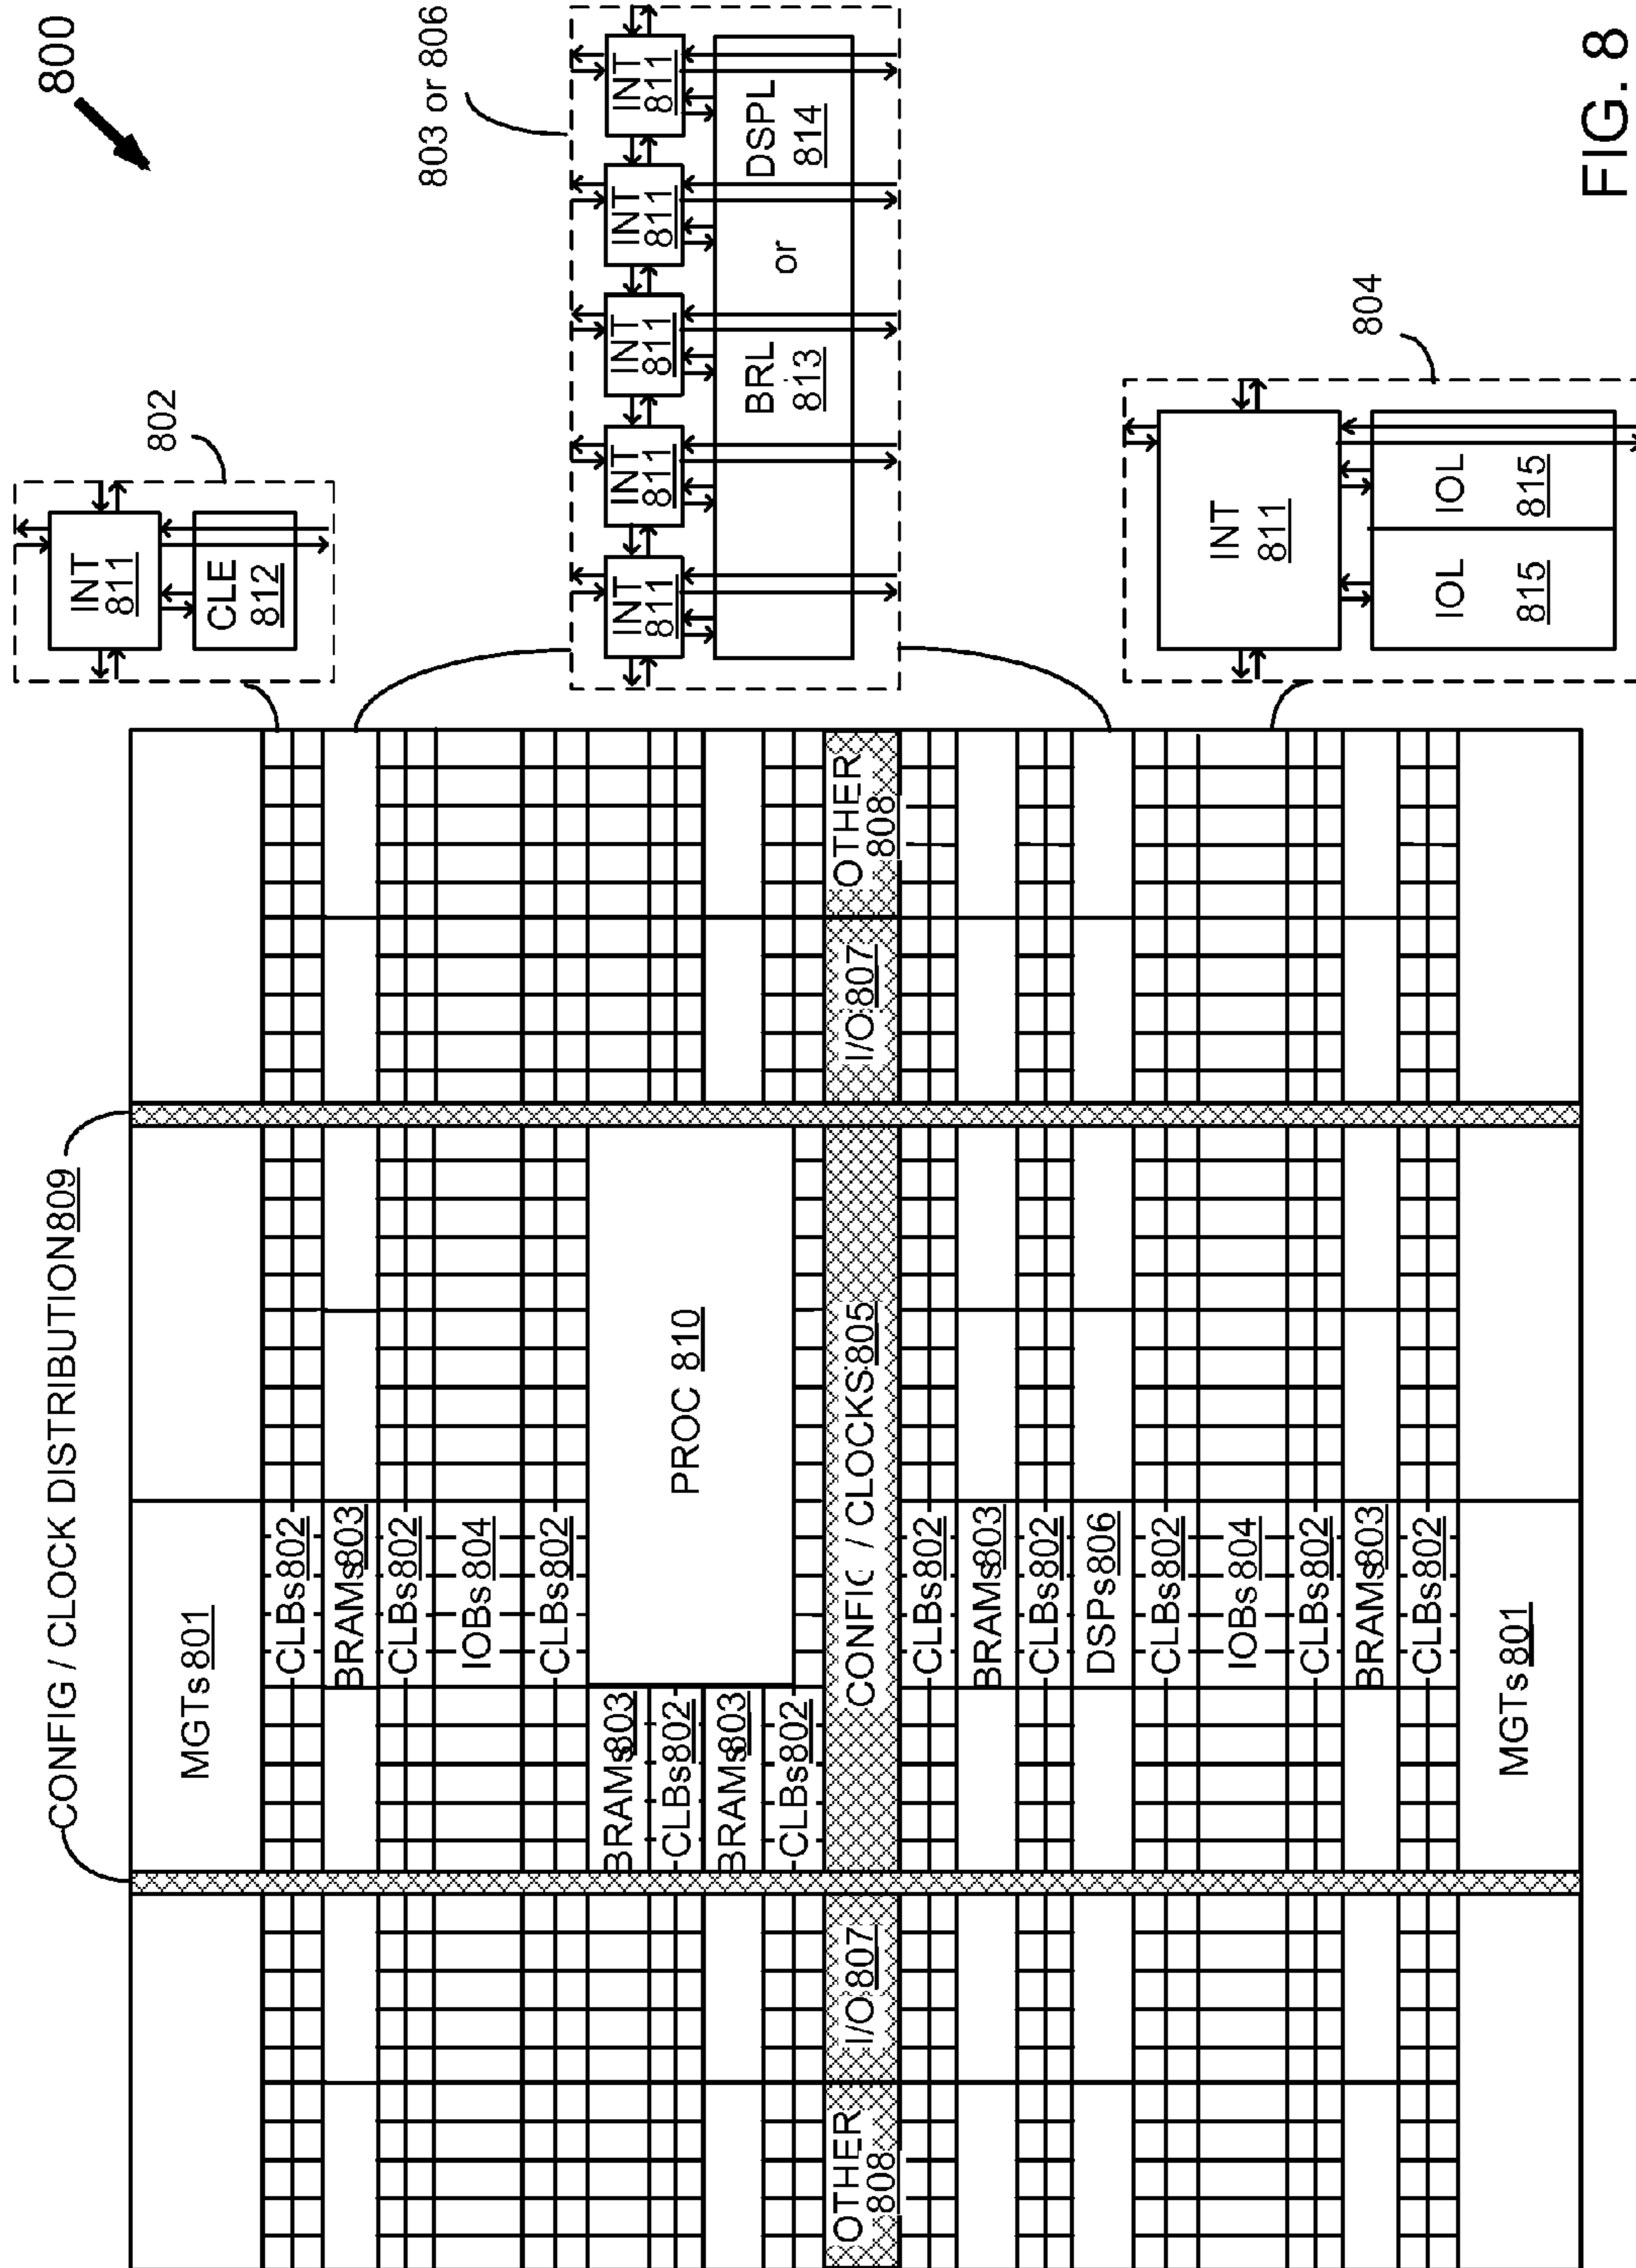 800
CONFIG / CLOCK DISTRIBUTION 809
MGTs 801
CLBs 802
BRAMs 803
CLBs 802
IOBs 804
CLBs 802
BRAMs 803
CLBs 802
BRAMs 803
CLBs 802
PROC 810
OTHER
808
I/O 807
CONFIG / CLOCKS 805
I/O 807
OTHER
808
CLBs 802
BRAMs 803
CLBs 802
DSPs 806
CLBs 802
IOBs 804
CLBs 802
BRAMs 803
CLBs 802
MGTs 801
802
INT
811
CLE
812
803 or 806
INT
811
INT
811
INT
811
INT
811
INT
811
BRL
813
or
DSPL
814
804
INT
811
IOL
815
IOL
815
FIG. 8